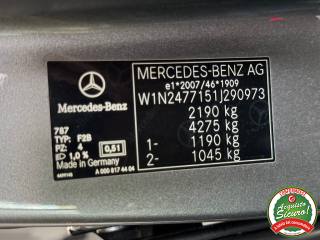 Mercedes-Benz
787
TYP: F2B
PZ: 4
1,0 % 0,51
Made in Germany
A 000 817 44 04
MERCEDES-BENZ AG
e1*2007/46*1909
W1N2477151J290973
2190 kg
4275 kg
1- 1190 kg
2- 1045 kg
Acquisto
Sicuro!